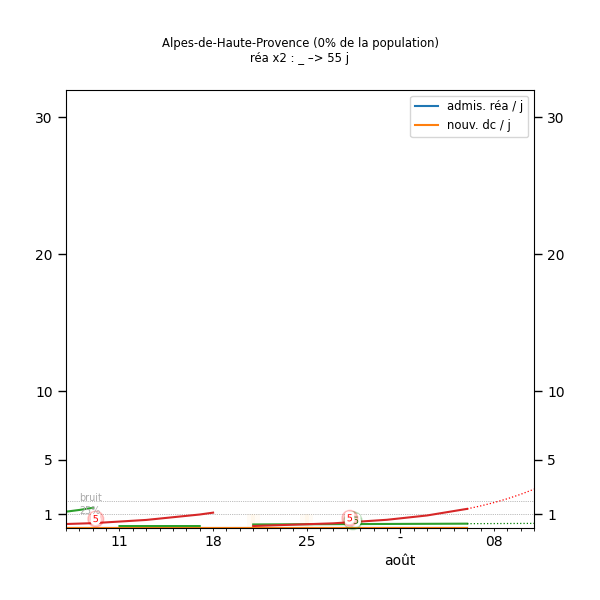 Alpes-de-Haute-Provence (0% de la population)
réa x2 : _ –> 55 j
admis. réa / j
nouv. dc / j
30 30
20 20
10 10
5 5
bruit
5
5
1 1
11 18 25 - 08
août